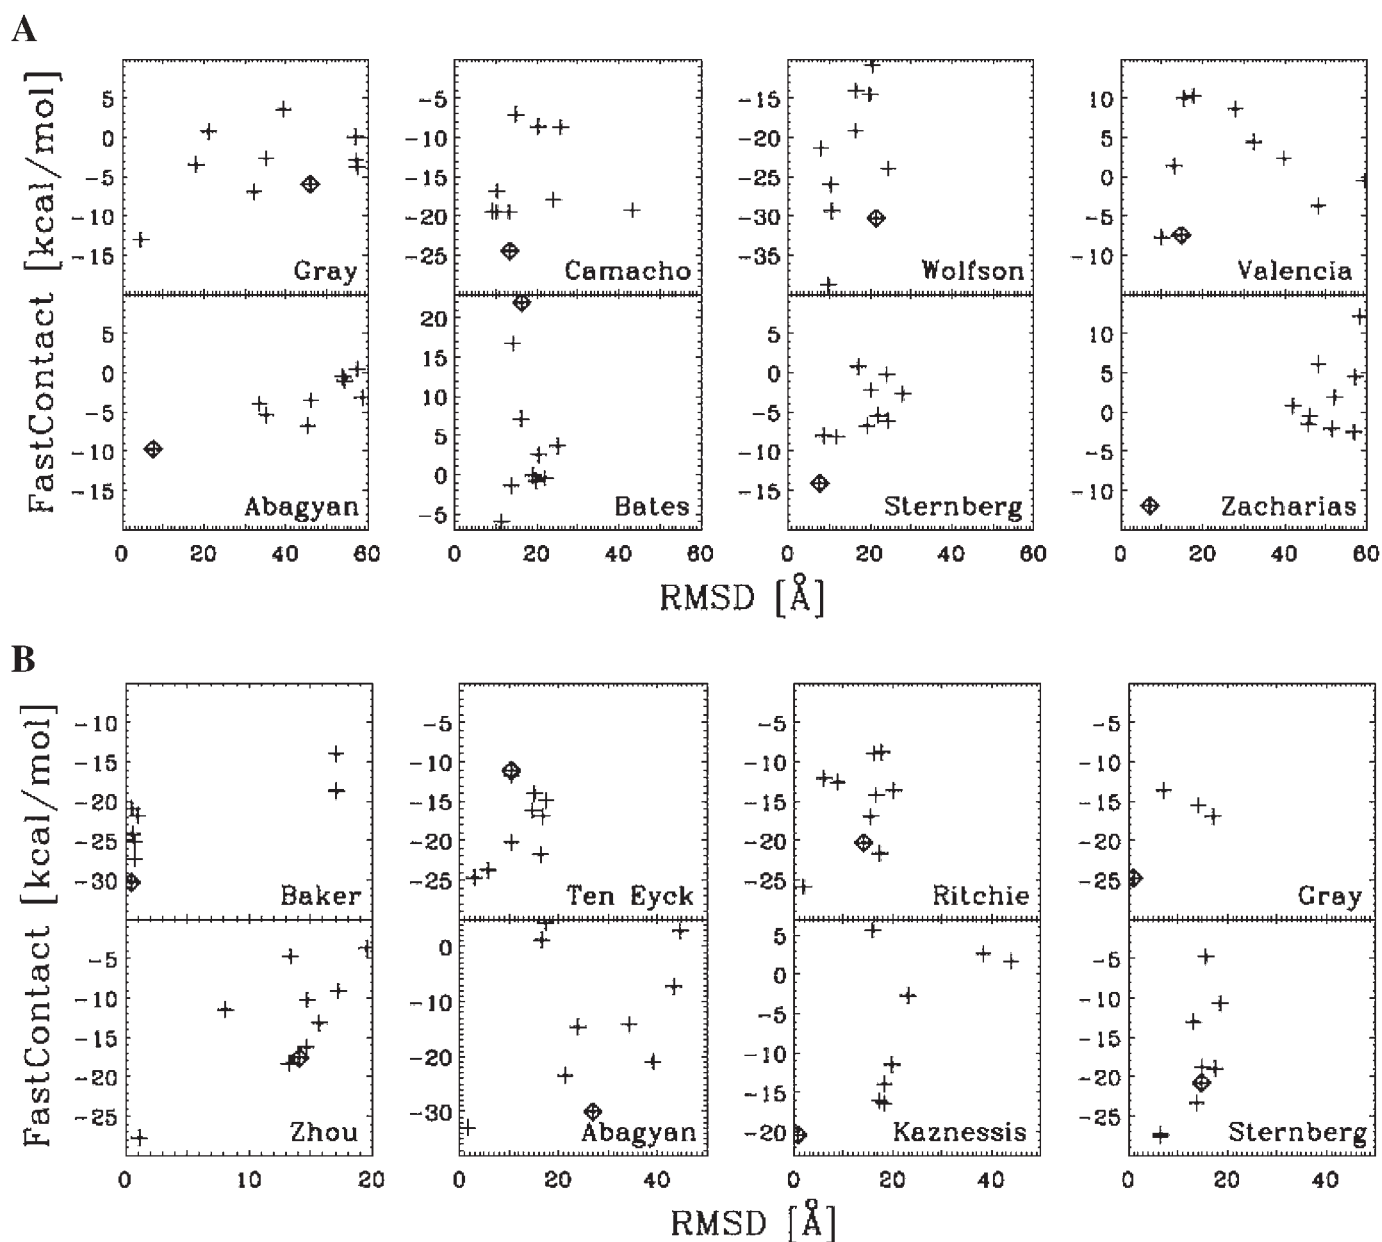 A
FastContact [kcal/mol]
5 0 -5 -10 -15 Gray
-5 -10 -15 -20 -25 Camacho
-15 -20 -25 -30 -35 Wolfson
10 5 0 -5 -10 Valencia
5 0 -5 -10 -15 Abagyan
20 15 10 5 0 -5 Bates
5 0 -5 -10 -15 Sternberg
10 5 0 -5 -10 Zacharias
0 20 40 60 0 20 40 60 0 20 40 60 0 20 40 60
RMSD [Å]
B
FastContact [kcal/mol]
-10 -15 -20 -25 -30 Baker
-5 -10 -15 -20 -25 Ten Eyck
-5 -10 -15 -20 -25 Ritchie
-5 -10 -15 -20 -25 Gray
-5 -10 -15 -20 -25 Zhou
0 -10 -20 -30 Abagyan
5 0 -5 -10 -15 -20 Kaznessis
-5 -10 -15 -20 -25 Sternberg
0 10 20 0 20 40 0 20 40 0 20 40
RMSD [Å]